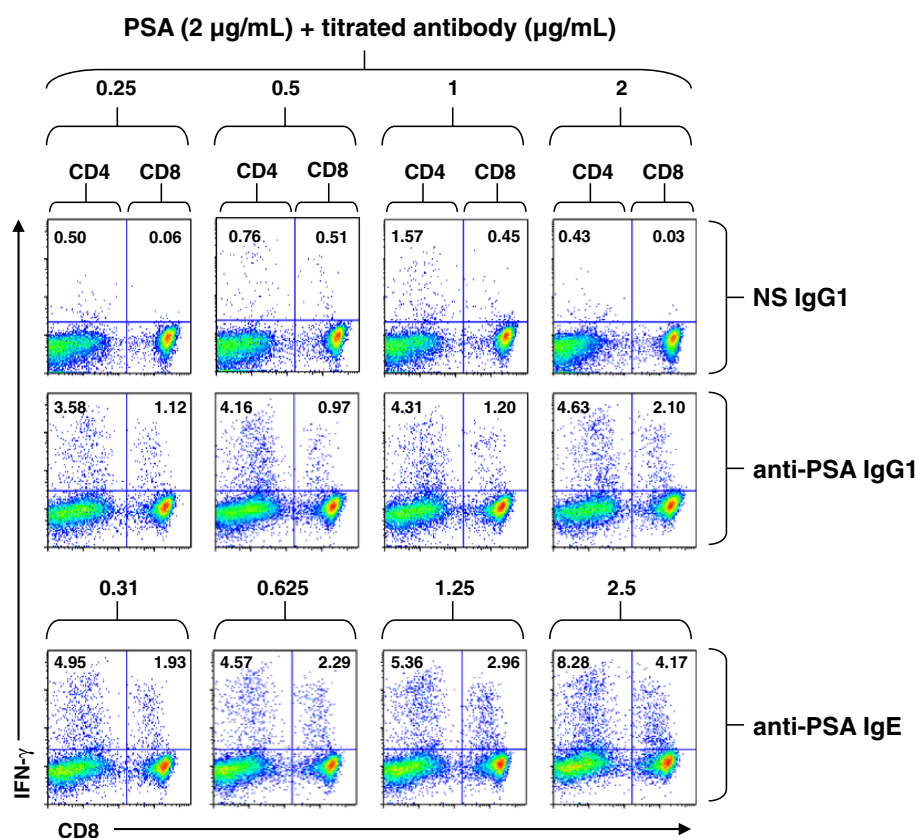 PSA (2 µg/mL) + titrated antibody (µg/mL)
0.25 0.5 1 2
CD4 CD8 CD4 CD8 CD4 CD8 CD4 CD8
0.50 0.06 0.76 0.51 1.57 0.45 0.43 0.03
NS IgG1
3.58 1.12 4.16 0.97 4.31 1.20 4.63 2.10
anti-PSA IgG1
0.31 0.625 1.25 2.5
4.95 1.93 4.57 2.29 5.36 2.96 8.28 4.17
anti-PSA IgE
IFN-γ
CD8